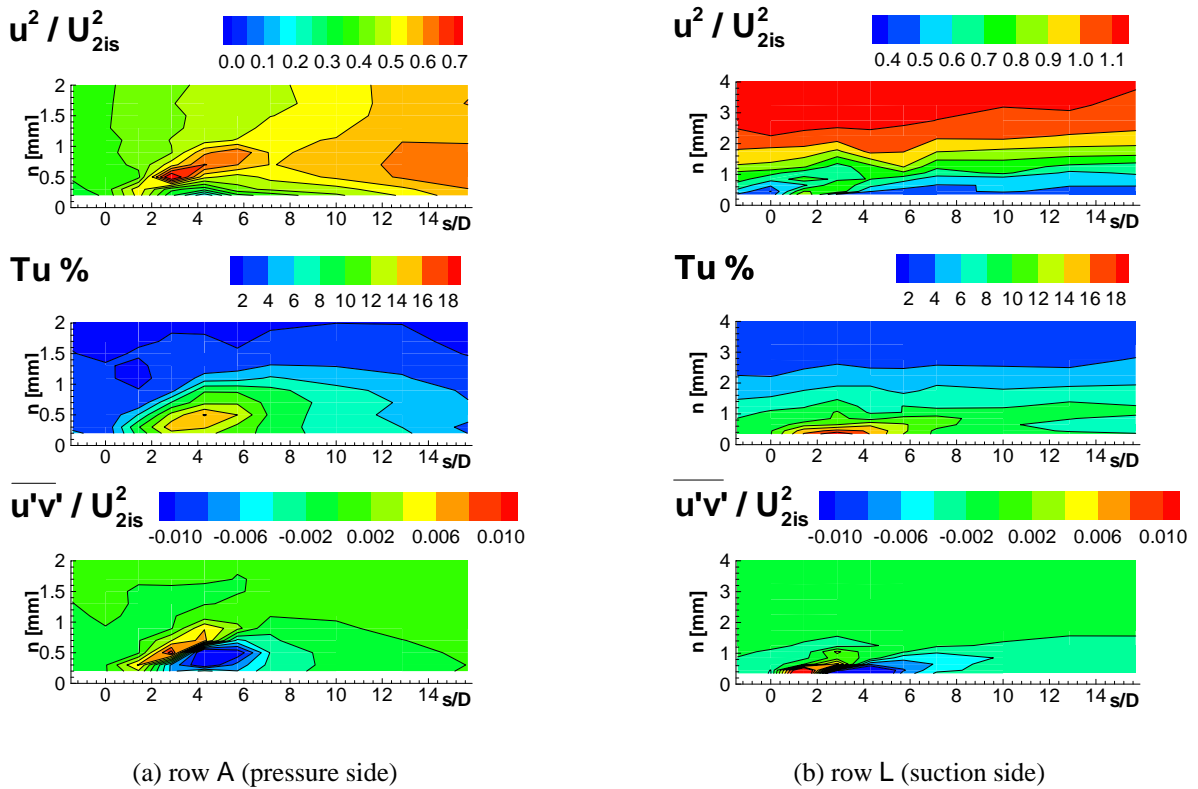 u² / U²₂ᵢₛ
0.0 0.1 0.2 0.3 0.4 0.5 0.6 0.7
n [mm]
2
1.5
1
0.5
0
0 2 4 6 8 10 12 14 s/D
Tu %
2 4 6 8 10 12 14 16 18
n [mm]
2
1.5
1
0.5
0
0 2 4 6 8 10 12 14 s/D
u'v' / U²₂ᵢₛ
-0.010 -0.006 -0.002 0.002 0.006 0.010
n [mm]
2
1.5
1
0.5
0
0 2 4 6 8 10 12 14 s/D
(a) row A (pressure side)
u² / U²₂ᵢₛ
0.4 0.5 0.6 0.7 0.8 0.9 1.0 1.1
n [mm]
4
3
2
1
0
0 2 4 6 8 10 12 14 s/D
Tu %
2 4 6 8 10 12 14 16 18
n [mm]
4
3
2
1
0
0 2 4 6 8 10 12 14 s/D
u'v' / U²₂ᵢₛ
-0.010 -0.006 -0.002 0.002 0.006 0.010
n [mm]
4
3
2
1
0
0 2 4 6 8 10 12 14 s/D
(b) row L (suction side)